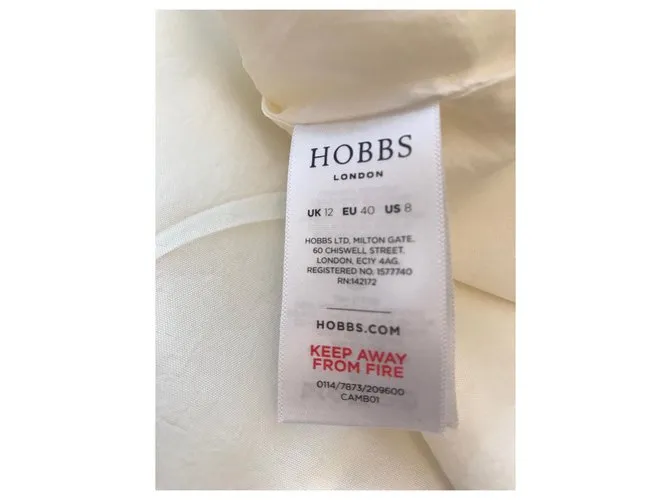 HOBBS
LONDON
UK 12 EU 40 US 8
HOBBS LTD, MILTON GATE,
60 CHISWELL STREET,
LONDON, EC1Y 4AG.
REGISTERED NO. 1577740
RN:142172
HOBBS.COM
KEEP AWAY
FROM FIRE
0114/7873/209600
CAMB01